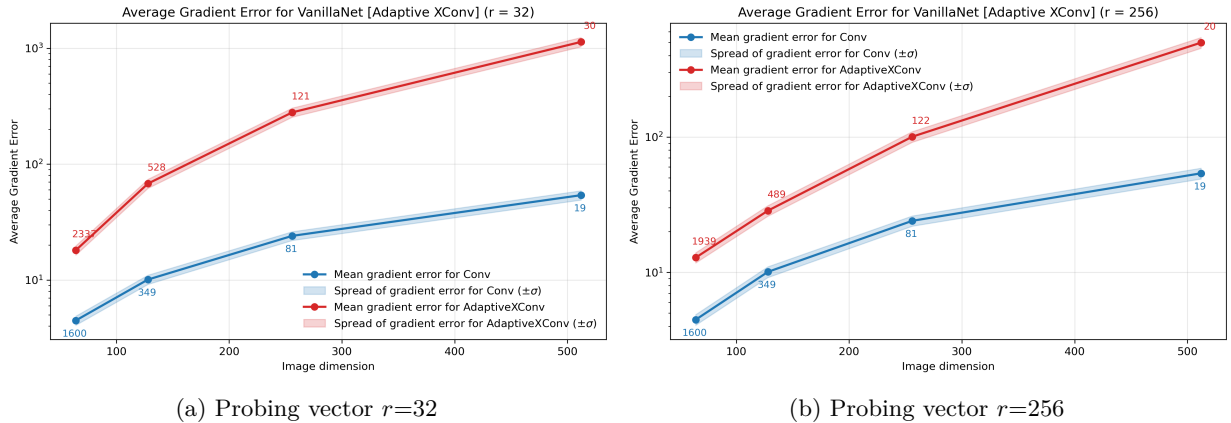 Average Gradient Error for VanillaNet [Adaptive XConv] (r = 32)
Average Gradient Error
10³
10²
10¹
30
121
528
2337
19
81
349
1600
Mean gradient error for Conv
Spread of gradient error for Conv (±σ)
Mean gradient error for AdaptiveXConv
Spread of gradient error for AdaptiveXConv (±σ)
100 200 300 400 500
Image dimension
(a) Probing vector r=32
Average Gradient Error for VanillaNet [Adaptive XConv] (r = 256)
Average Gradient Error
Mean gradient error for Conv
Spread of gradient error for Conv (±σ)
Mean gradient error for AdaptiveXConv
Spread of gradient error for AdaptiveXConv (±σ)
10²
10¹
20
122
489
1939
19
81
349
1600
100 200 300 400 500
Image dimension
(b) Probing vector r=256